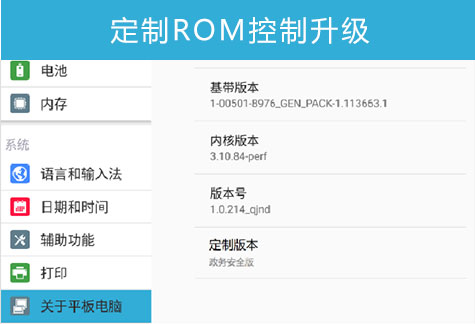 定制ROM控制升级
电池
内存
系统
语言和输入法
日期和时间
辅助功能
打印
关于平板电脑
基带版本
1-00501-8976_GEN_PACK-1.113663.1
内核版本
3.10.84-perf
版本号
1.0.214_qjnd
定制版本
政务安全版